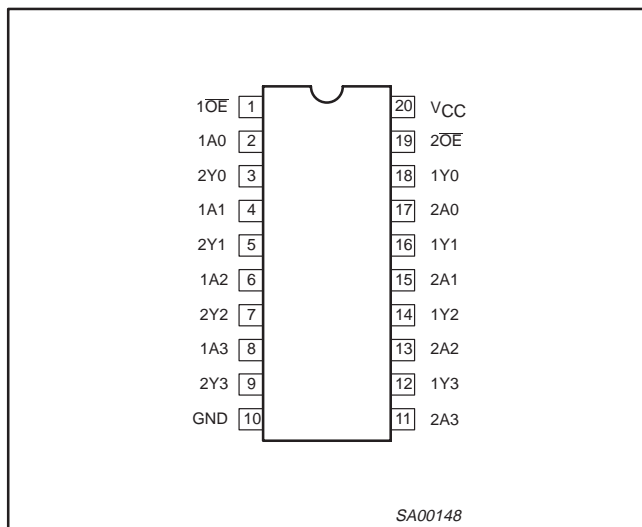 1O̅E̅ 1 20 VCC
1A0 2 19 2O̅E̅
2Y0 3 18 1Y0
1A1 4 17 2A0
2Y1 5 16 1Y1
1A2 6 15 2A1
2Y2 7 14 1Y2
1A3 8 13 2A2
2Y3 9 12 1Y3
GND 10 11 2A3
SA00148